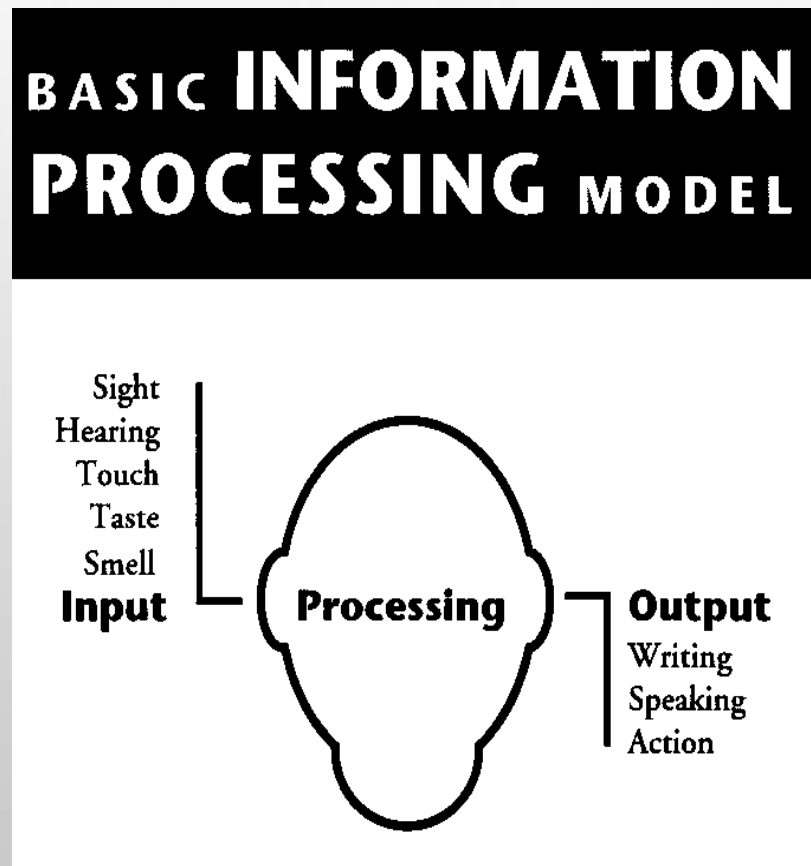 BASIC INFORMATION
PROCESSING MODEL
Sight
Hearing
Touch
Taste
Smell
Input
Processing
Output
Writing
Speaking
Action